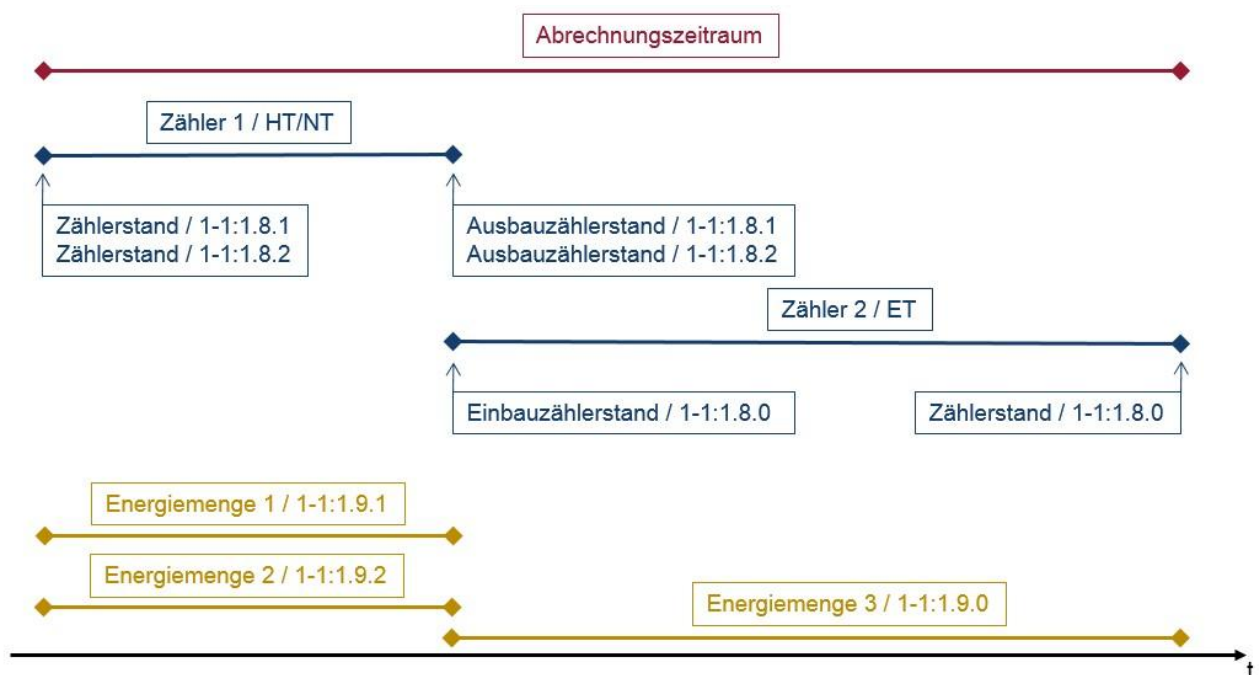 Abrechnungszeitraum
Zähler 1 / HT/NT
Zählerstand / 1-1:1.8.1
Zählerstand / 1-1:1.8.2
Ausbauzählerstand / 1-1:1.8.1
Ausbauzählerstand / 1-1:1.8.2
Zähler 2 / ET
Einbauzählerstand / 1-1:1.8.0
Zählerstand / 1-1:1.8.0
Energiemenge 1 / 1-1:1.9.1
Energiemenge 2 / 1-1:1.9.2
Energiemenge 3 / 1-1:1.9.0
t